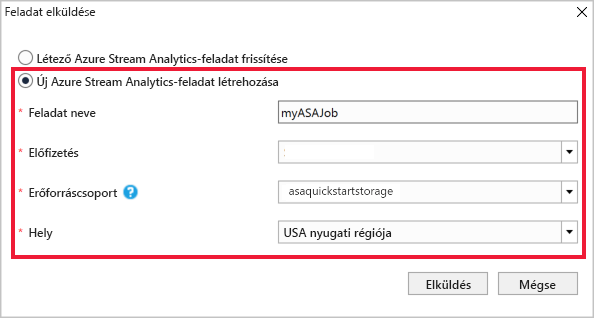 Feladat elküldése
Létező Azure Stream Analytics-feladat frissítése
Új Azure Stream Analytics-feladat létrehozása
* Feladat neve myASAJob
* Előfizetés
* Erőforráscsoport ? asaquickstartstorage
* Hely USA nyugati régiója
Elküldés Mégse